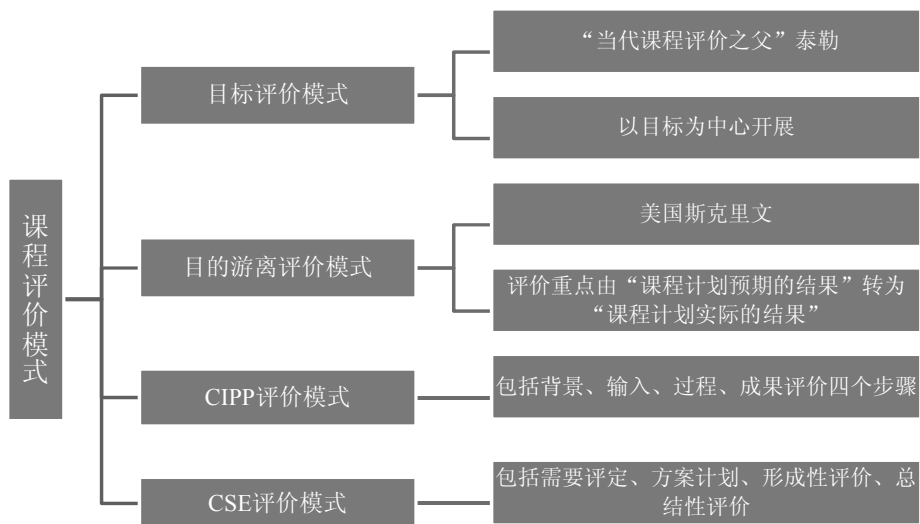 课程评价模式
目标评价模式
“当代课程评价之父”泰勒
以目标为中心开展
目的游离评价模式
美国斯克里文
评价重点由“课程计划预期的结果”转为
“课程计划实际的结果”
CIPP评价模式
包括背景、输入、过程、成果评价四个步骤
CSE评价模式
包括需要评定、方案计划、形成性评价、总
结性评价